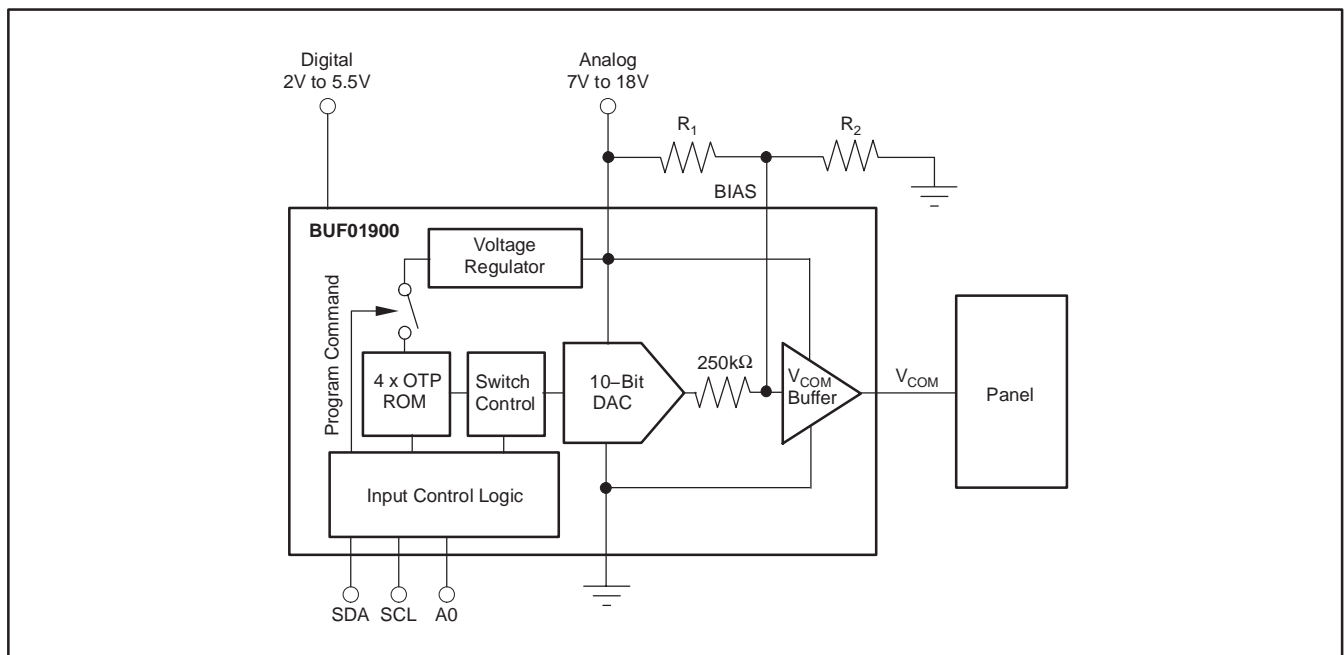 Digital
2V to 5.5V
Analog
7V to 18V
R1
R2
BIAS
BUF01900
Voltage
Regulator
Program Command
4 x OTP
ROM
Switch
Control
10–Bit
DAC
250kΩ
VCOM
Buffer
VCOM
Panel
Input Control Logic
SDA
SCL
A0